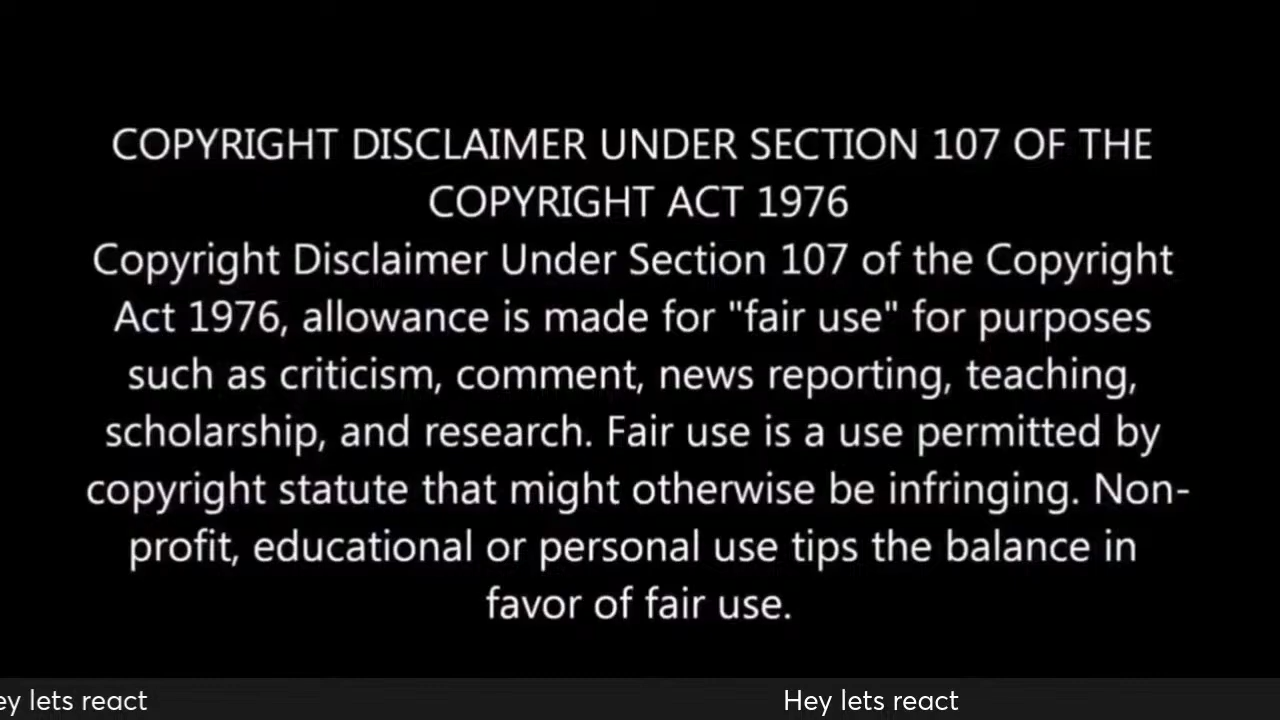 COPYRIGHT DISCLAIMER UNDER SECTION 107 OF THE
COPYRIGHT ACT 1976
Copyright Disclaimer Under Section 107 of the Copyright
Act 1976, allowance is made for "fair use" for purposes
such as criticism, comment, news reporting, teaching,
scholarship, and research. Fair use is a use permitted by
copyright statute that might otherwise be infringing. Non-
profit, educational or personal use tips the balance in
favor of fair use.
ey lets react Hey lets react